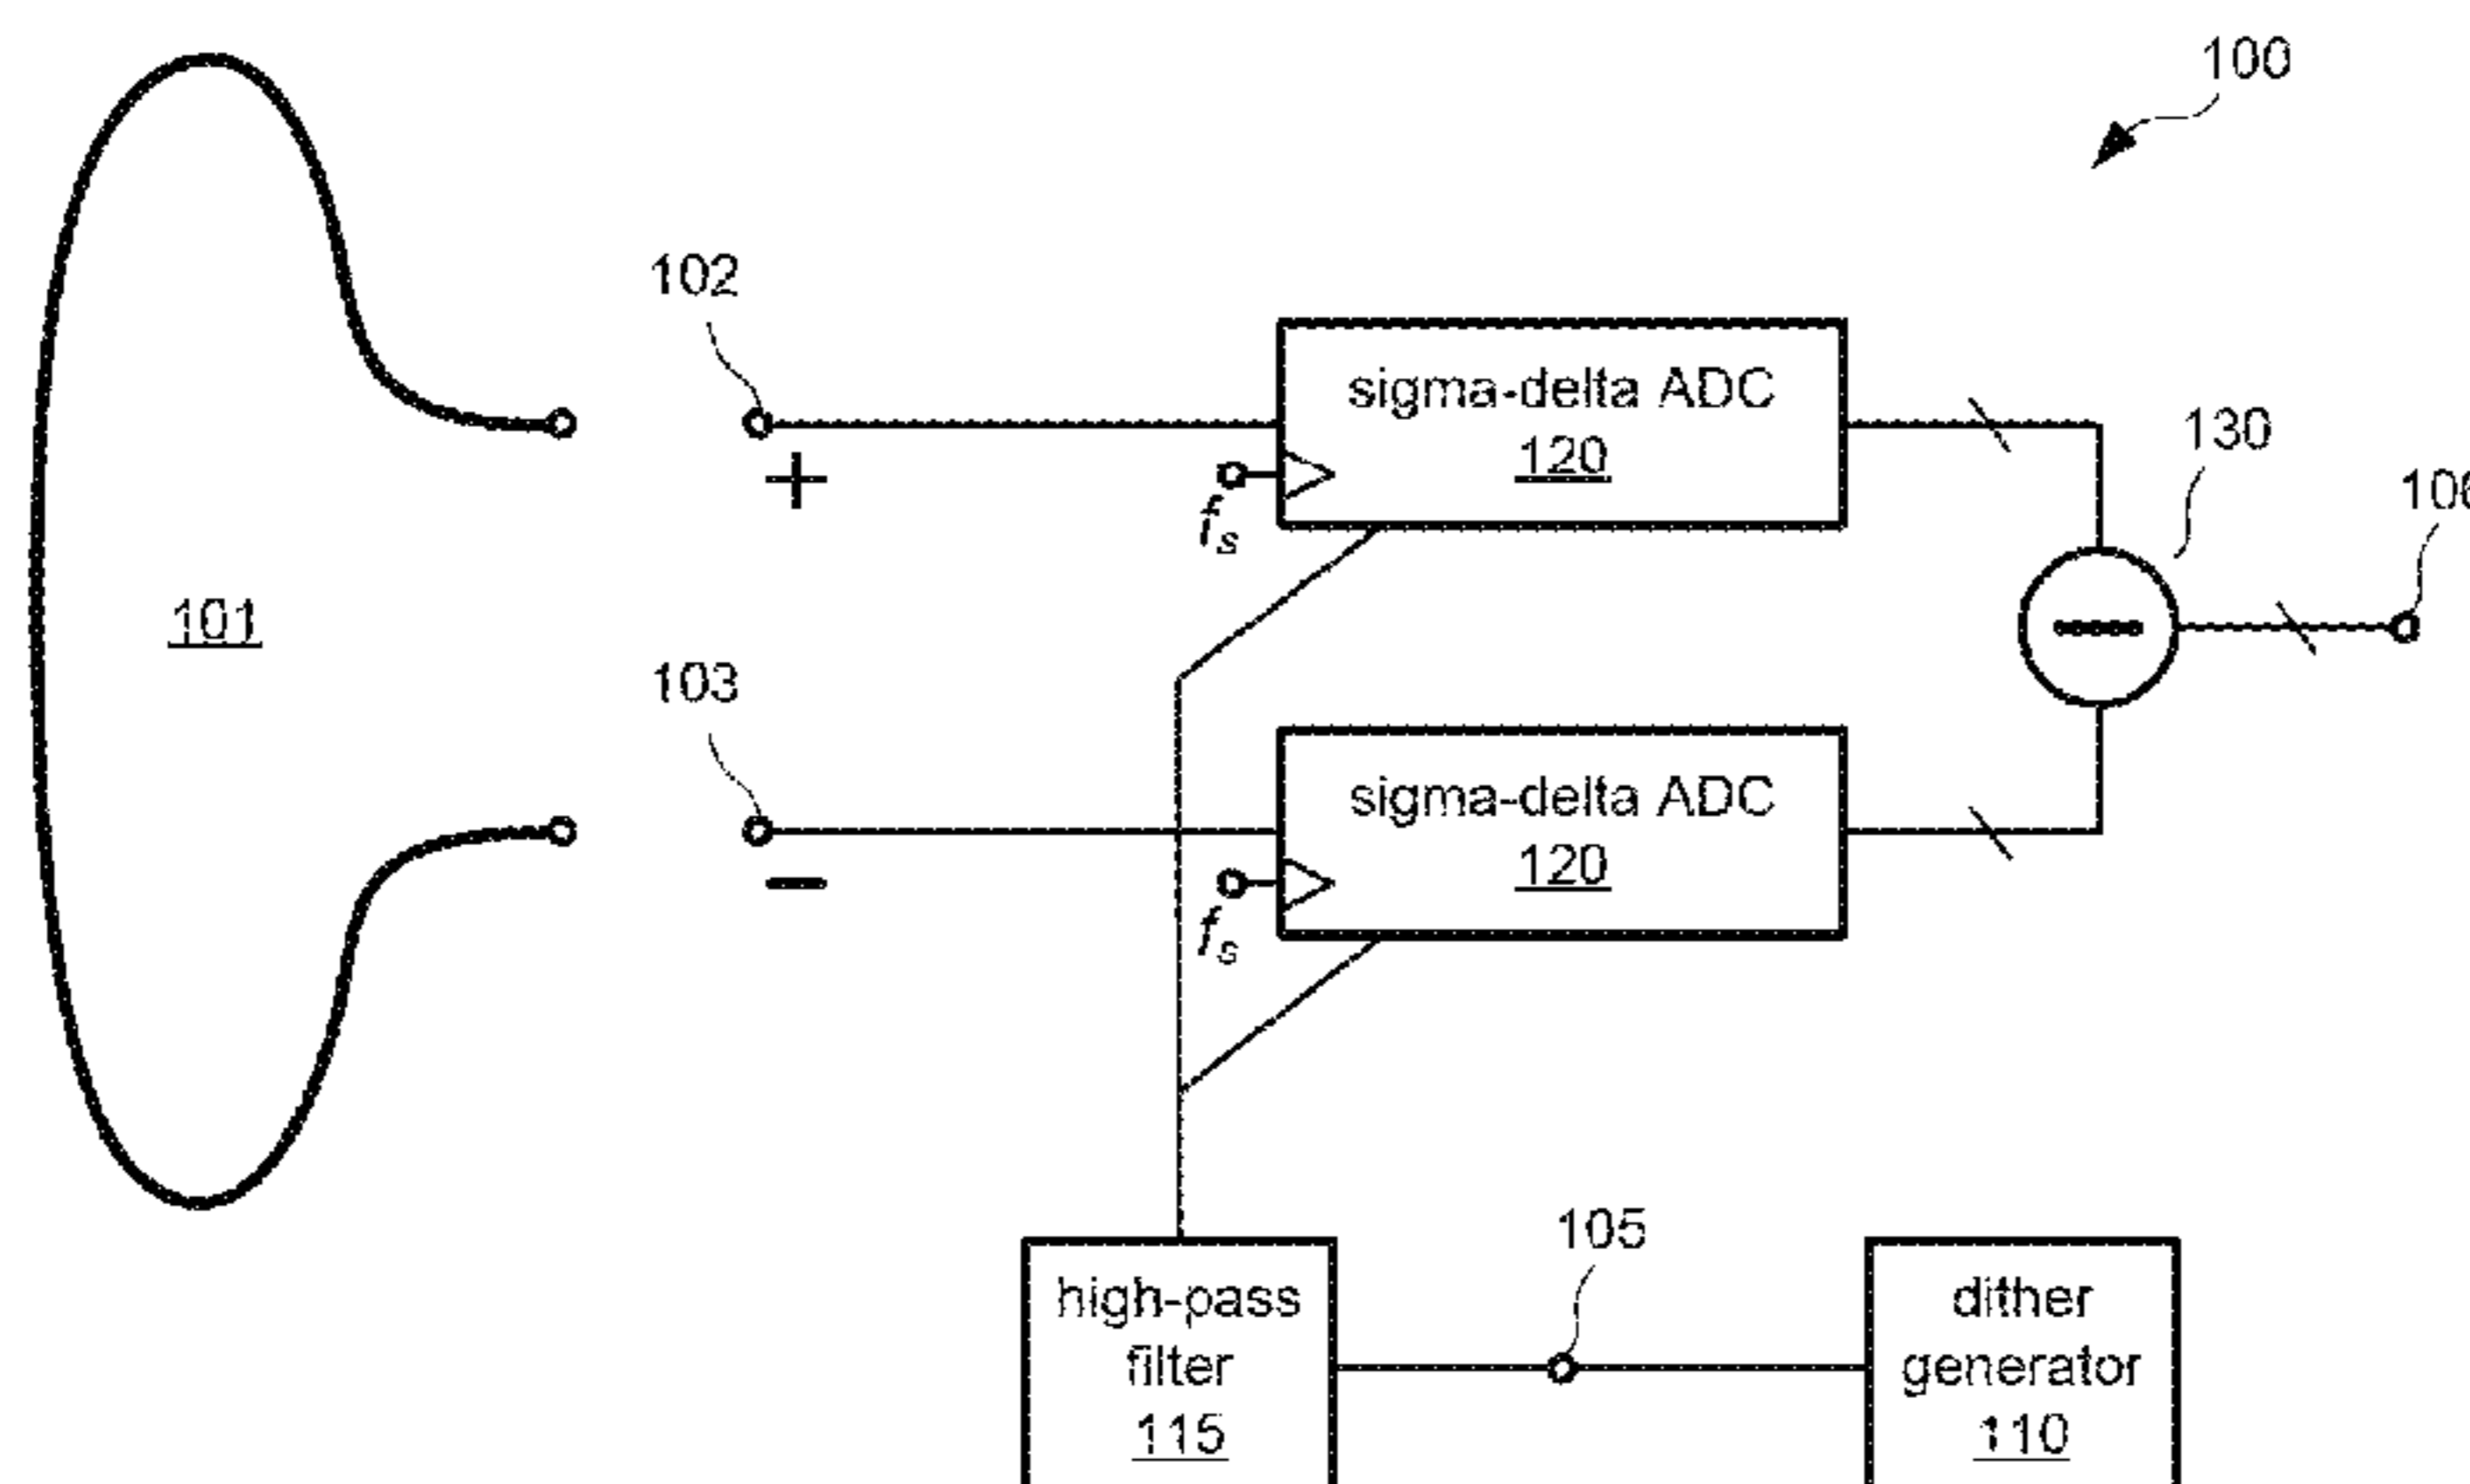 100
102
sigma-delta ADC
120
130
+
fs
101
103
sigma-delta ADC
120
−
fs
105
high-pass
filter
115
dither
generator
110